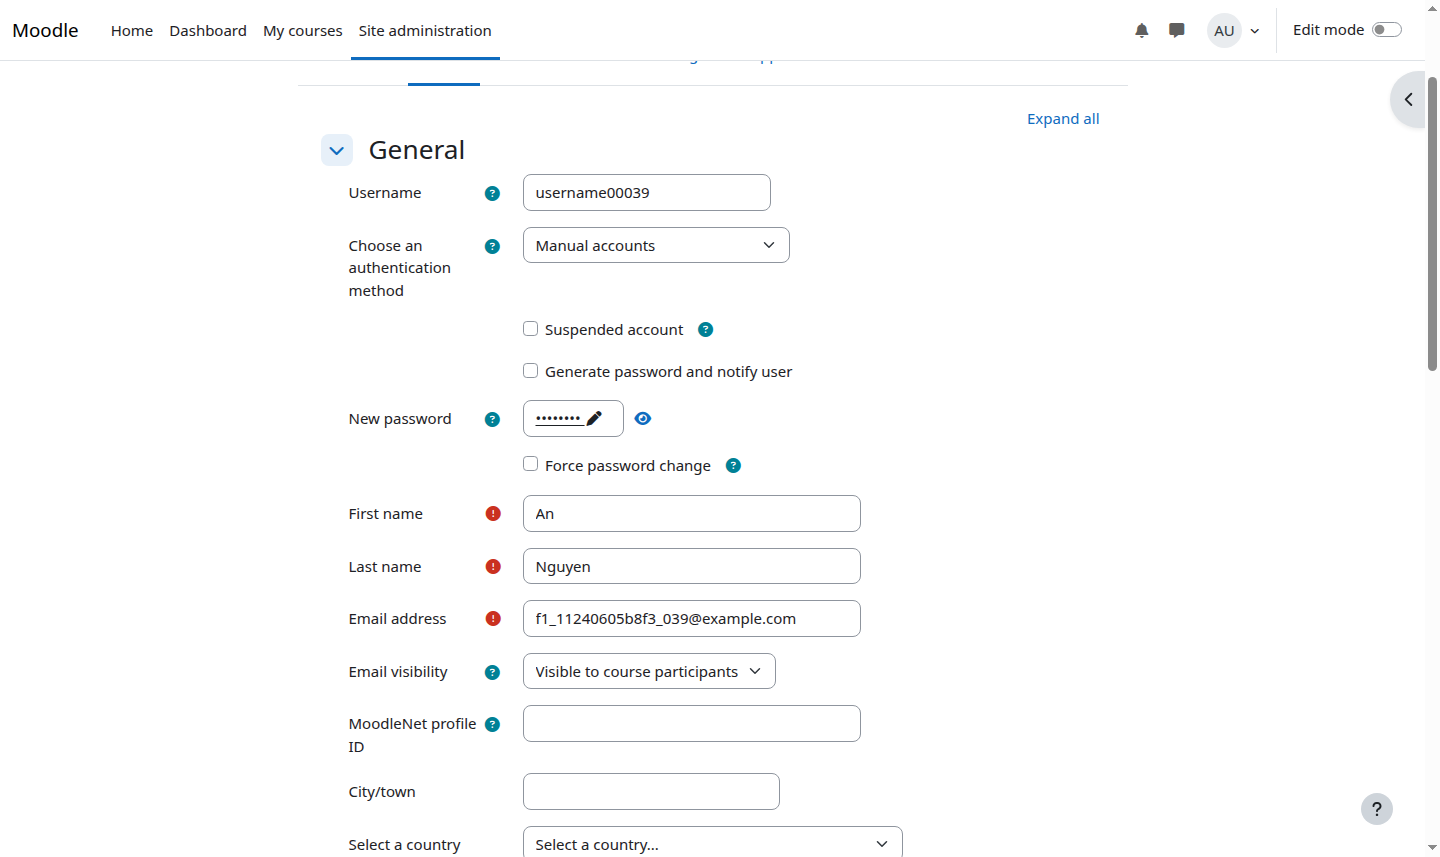 Moodle Home Dashboard My courses Site administration AU Edit mode
Expand all
General
Username ? username00039
Choose an authentication method ? Manual accounts
Suspended account ?
Generate password and notify user
New password ? ••••••••
Force password change ?
First name ! An
Last name ! Nguyen
Email address ! f1_11240605b8f3_039@example.com
Email visibility ? Visible to course participants
MoodleNet profile ID ?
City/town
Select a country Select a country...
?